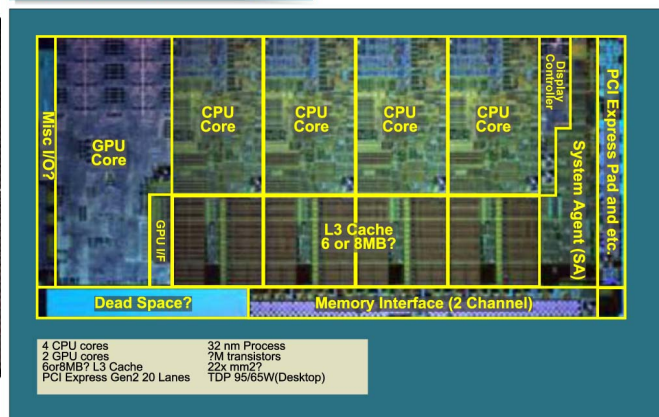 Misc I/O?
GPU
Core
GPU I/F
CPU
Core
CPU
Core
CPU
Core
CPU
Core
L3 Cache
6 or 8MB?
Display
Controller
System Agent (SA)
PCI Express Pad and etc.
Dead Space?
Memory Interface (2 Channel)
4 CPU cores
2 GPU cores
6or8MB? L3 Cache
PCI Express Gen2 20 Lanes
32 nm Process
?M transistors
22x mm2?
TDP 95/65W(Desktop)